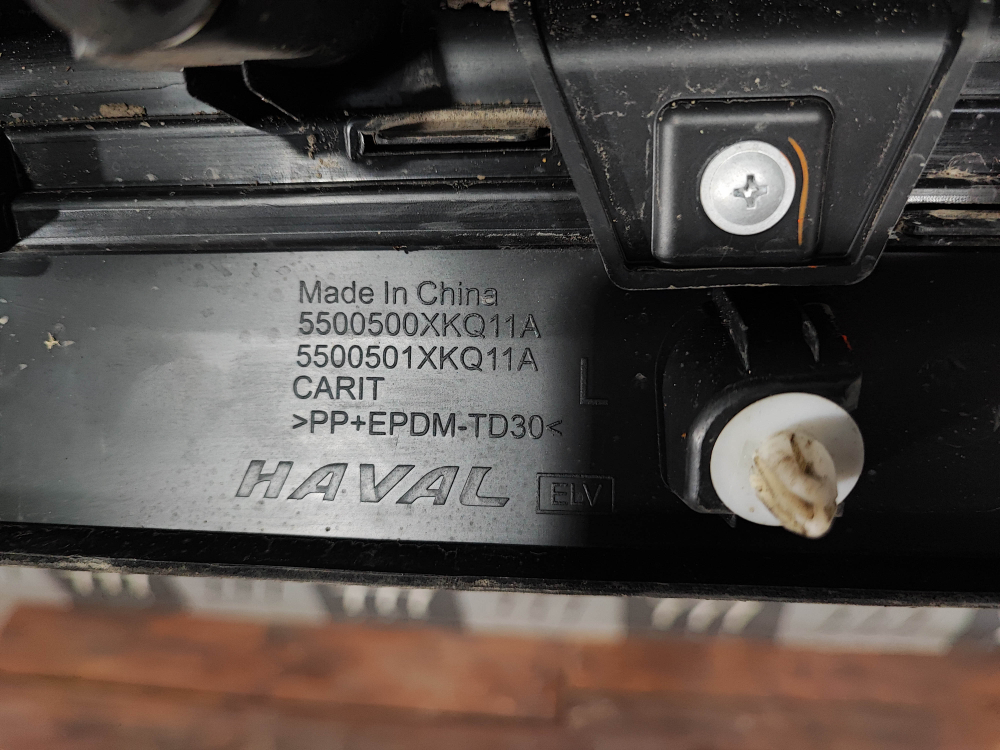 Made In China
5500500XKQ11A
5500501XKQ11A
CARIT
L
>PP+EPDM-TD30<
HAVAL ELV